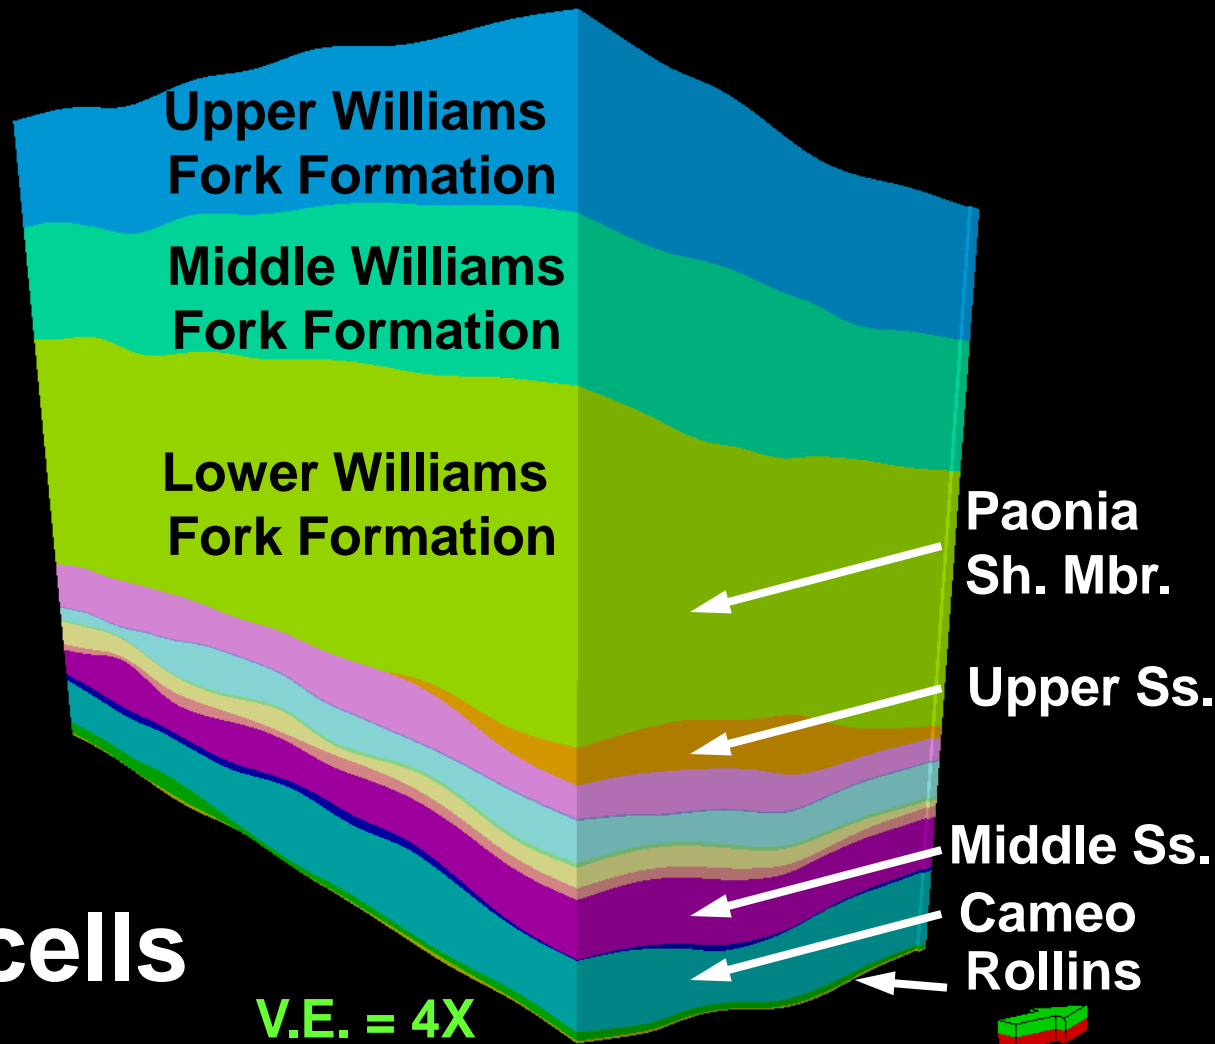 Upper Williams
Fork Formation
Middle Williams
Fork Formation
Lower Williams
Fork Formation
Paonia
Sh. Mbr.
Upper Ss.
Middle Ss.
Cameo
Rollins
cells
V.E. = 4X